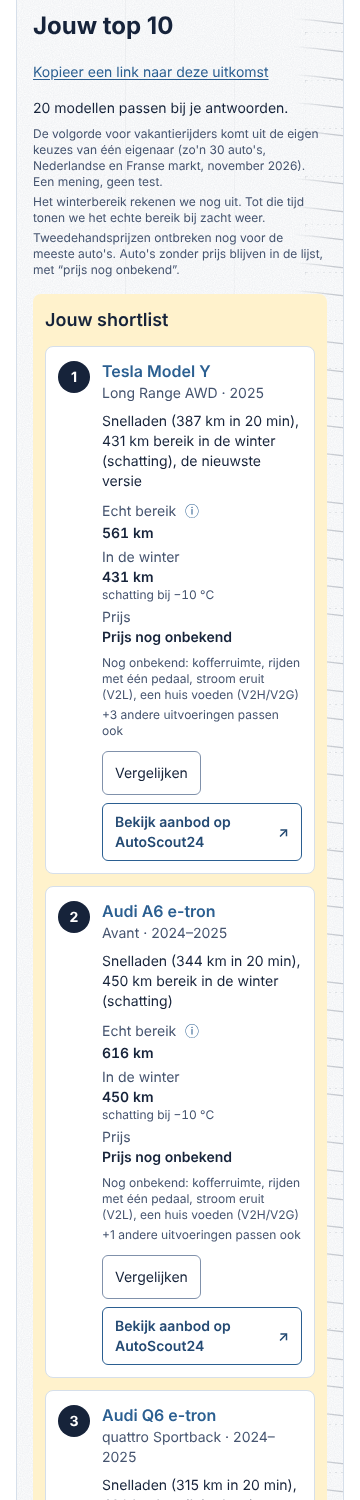 Jouw top 10
Kopieer een link naar deze uitkomst
20 modellen passen bij je antwoorden.
De volgorde voor vakantierijders komt uit de eigen
keuzes van één eigenaar (zo'n 30 auto's,
Nederlandse en Franse markt, november 2026).
Een mening, geen test.
Het winterbereik rekenen we nog uit. Tot die tijd
tonen we het echte bereik bij zacht weer.
Tweedehandsprijzen ontbreken nog voor de
meeste auto's. Auto's zonder prijs blijven in de lijst,
met “prijs nog onbekend”.
Jouw shortlist
1
Tesla Model Y
Long Range AWD · 2025
Snelladen (387 km in 20 min),
431 km bereik in de winter
(schatting), de nieuwste
versie
Echt bereik ⓘ
561 km
In de winter
431 km
schatting bij −10 °C
Prijs
Prijs nog onbekend
Nog onbekend: kofferruimte, rijden
met één pedaal, stroom eruit
(V2L), een huis voeden (V2H/V2G)
+3 andere uitvoeringen passen
ook
Vergelijken
Bekijk aanbod op
AutoScout24 ↗
2
Audi A6 e-tron
Avant · 2024–2025
Snelladen (344 km in 20 min),
450 km bereik in de winter
(schatting)
Echt bereik ⓘ
616 km
In de winter
450 km
schatting bij −10 °C
Prijs
Prijs nog onbekend
Nog onbekend: kofferruimte, rijden
met één pedaal, stroom eruit
(V2L), een huis voeden (V2H/V2G)
+1 andere uitvoeringen passen ook
Vergelijken
Bekijk aanbod op
AutoScout24 ↗
3
Audi Q6 e-tron
quattro Sportback · 2024–
2025
Snelladen (315 km in 20 min),